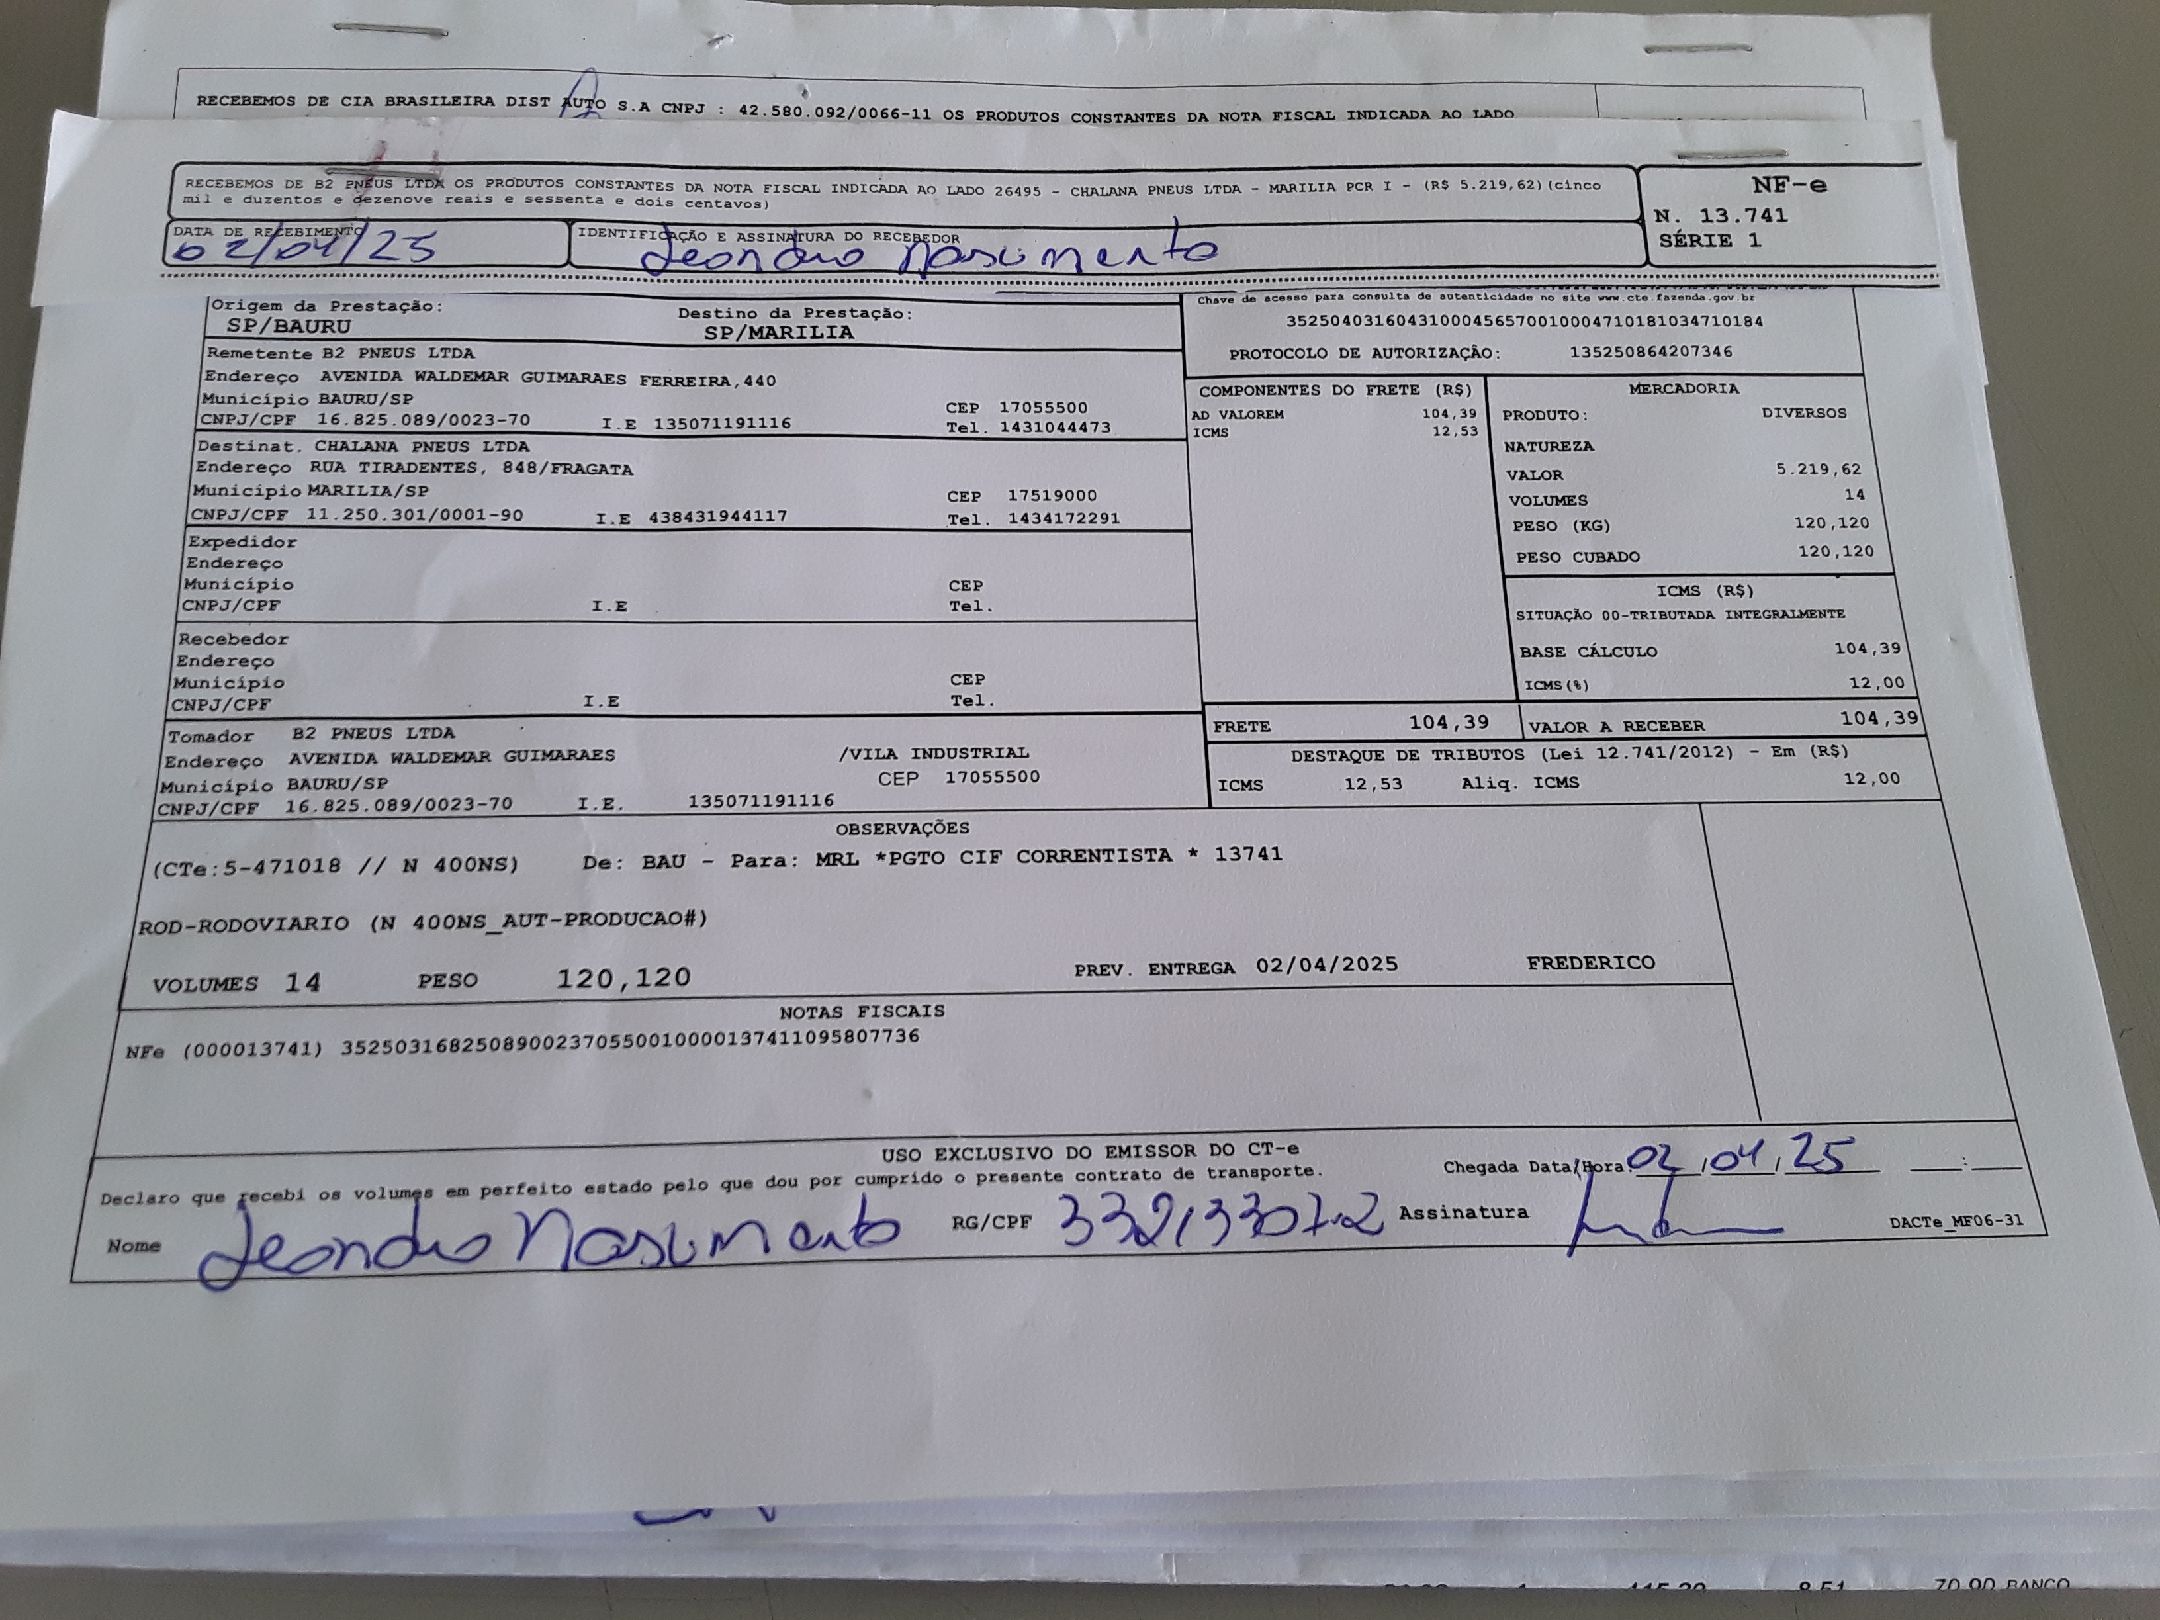 RECEBEMOS DE CIA BRASILEIRA DIST AUTO S.A CNPJ : 42.580.092/0066-11 OS PRODUTOS CONSTANTES DA NOTA FISCAL INDICADA AO LADO
RECEBEMOS DE B2 PNEUS LTDA OS PRODUTOS CONSTANTES DA NOTA FISCAL INDICADA AO LADO 26495 - CHALANA PNEUS LTDA - MARILIA PCR I - (R$ 5.219,62)(cinco
mil e duzentos e dezenove reais e sessenta e dois centavos)
NF-e
N. 13.741
SÉRIE 1
DATA DE RECEBIMENTO
02/04/25
IDENTIFICAÇÃO E ASSINATURA DO RECEBEDOR
Leandro Nascimento
Origem da Prestação:
SP/BAURU
Destino da Prestação:
SP/MARILIA
Remetente B2 PNEUS LTDA
Endereço AVENIDA WALDEMAR GUIMARAES FERREIRA,440
Município BAURU/SP CEP 17055500
CNPJ/CPF 16.825.089/0023-70 I.E 135071191116 Tel. 1431044473
Destinat. CHALANA PNEUS LTDA
Endereço RUA TIRADENTES, 848/FRAGATA
Município MARILIA/SP CEP 17519000
CNPJ/CPF 11.250.301/0001-90 I.E 438431944117 Tel. 1434172291
Expedidor
Endereço
Município CEP
CNPJ/CPF I.E Tel.
Recebedor
Endereço
Município CEP
CNPJ/CPF I.E Tel.
Tomador B2 PNEUS LTDA
Endereço AVENIDA WALDEMAR GUIMARAES /VILA INDUSTRIAL
Município BAURU/SP CEP 17055500
CNPJ/CPF 16.825.089/0023-70 I.E. 135071191116
Chave de acesso para consulta de autenticidade no site www.cte.fazenda.gov.br
35250403160431000456570010004710181034710184
PROTOCOLO DE AUTORIZAÇÃO: 135250864207346
COMPONENTES DO FRETE (R$)
AD VALOREM 104,39
ICMS 12,53
MERCADORIA
PRODUTO: DIVERSOS
NATUREZA
VALOR 5.219,62
VOLUMES 14
PESO (KG) 120,120
PESO CUBADO 120,120
ICMS (R$)
SITUAÇÃO 00-TRIBUTADA INTEGRALMENTE
BASE CÁLCULO 104,39
ICMS(%) 12,00
FRETE 104,39 VALOR A RECEBER 104,39
DESTAQUE DE TRIBUTOS (Lei 12.741/2012) - Em (R$)
ICMS 12,53 Aliq. ICMS 12,00
OBSERVAÇÕES
(CTe:5-471018 // N 400NS) De: BAU - Para: MRL *PGTO CIF CORRENTISTA * 13741
ROD-RODOVIARIO (N 400NS_AUT-PRODUCAO#)
VOLUMES 14 PESO 120,120 PREV. ENTREGA 02/04/2025 FREDERICO
NOTAS FISCAIS
NFe (000013741) 35250316825089002370550010000137411095807736
USO EXCLUSIVO DO EMISSOR DO CT-e
Declaro que recebi os volumes em perfeito estado pelo que dou por cumprido o presente contrato de transporte.
Chegada Data/Hora 02/04/25 __:__
Nome Leandro Nascimento RG/CPF 33213307-2 Assinatura
DACTe_MF06-31
8,51 70,90 BANCO